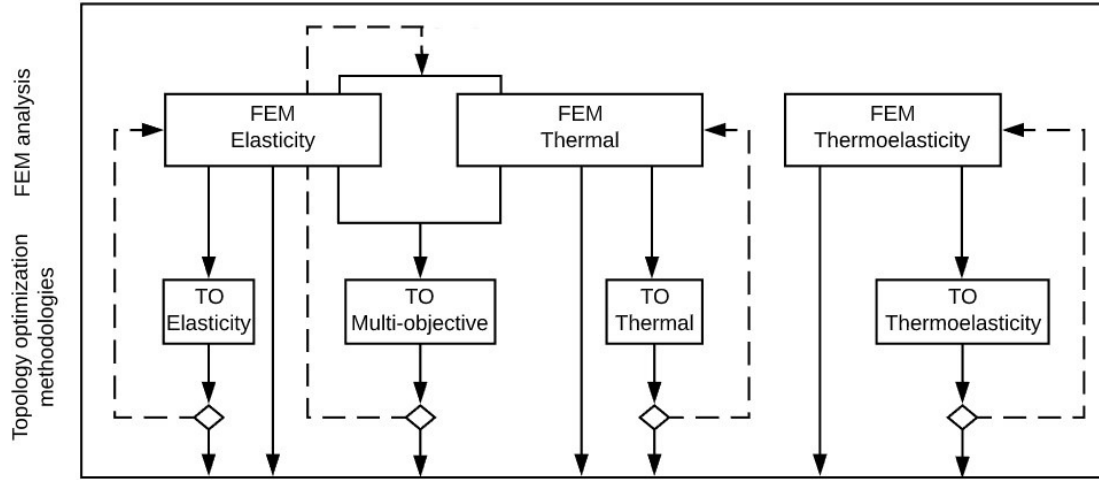 FEM analysis
FEM
Elasticity
FEM
Thermal
FEM
Thermoelasticity
Topology optimization
methodologies
TO
Elasticity
TO
Multi-objective
TO
Thermal
TO
Thermoelasticity